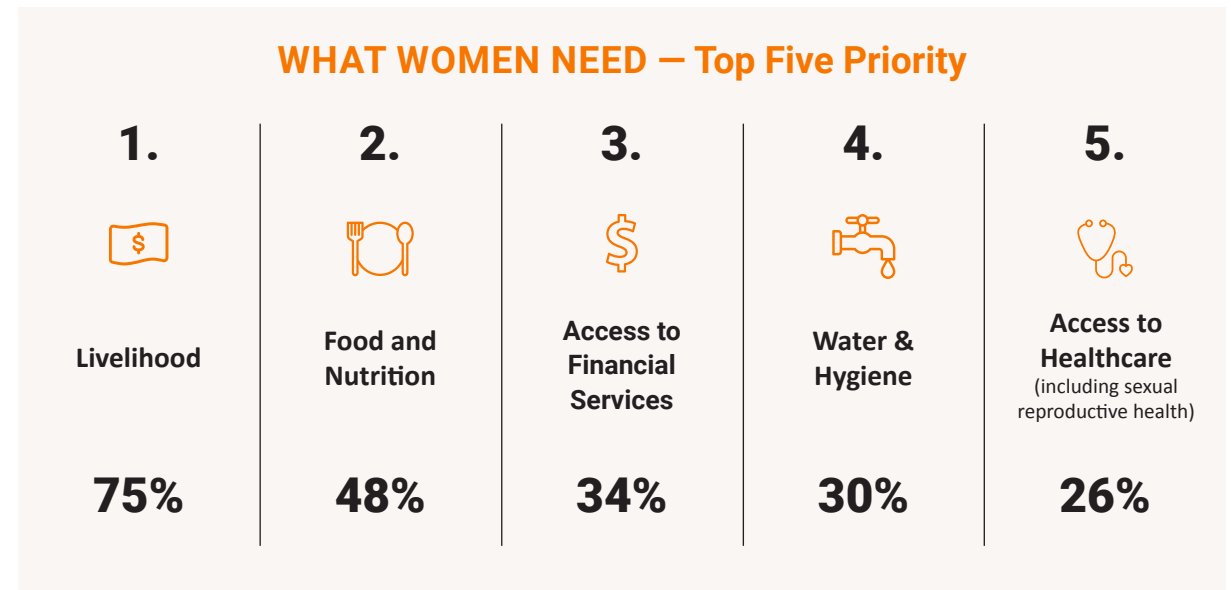 WHAT WOMEN NEED — Top Five Priority
1.
$
Livelihood
75%
2.
Food and
Nutrition
48%
3.
$
Access to
Financial
Services
34%
4.
Water &
Hygiene
30%
5.
Access to
Healthcare
(including sexual
reproductive health)
26%